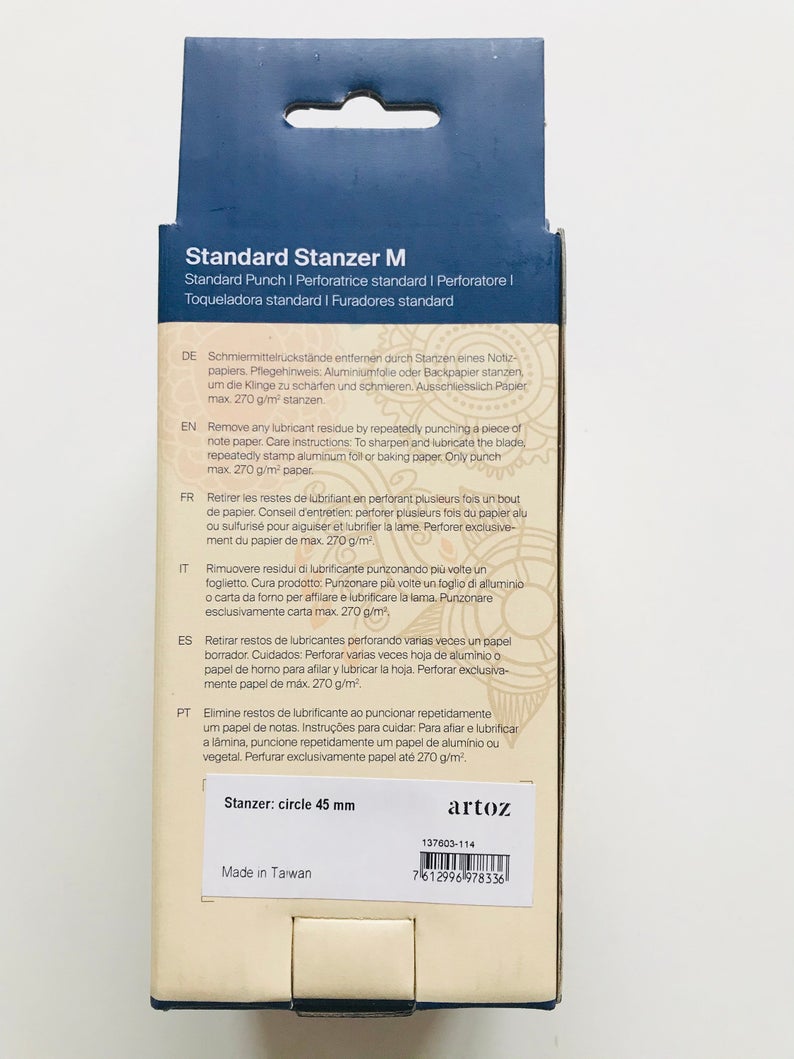 Standard Stanzer M
Standard Punch | Perforatrice standard | Perforatore |
Toqueladora standard | Furadores standard
DE Schmiermittelrückstände entfernen durch Stanzen eines Notiz-
papiers. Pflegehinweis: Aluminiumfolie oder Backpapier stanzen,
um die Klinge zu schärfen und schmieren. Ausschliesslich Papier
max. 270 g/m² stanzen.
EN Remove any lubricant residue by repeatedly punching a piece of
note paper. Care instructions: To sharpen and lubricate the blade,
repeatedly stamp aluminum foil or baking paper. Only punch
max. 270 g/m² paper.
FR Retirer les restes de lubrifiant en perforant plusieurs fois un bout
de papier. Conseil d'entretien: perforer plusieurs fois du papier alu
ou sulfurisé pour aiguiser et lubrifier la lame. Perforer exclusive-
ment du papier de max. 270 g/m².
IT Rimuovere residui di lubrificante punzonando più volte un
foglietto. Cura prodotto: Punzonare più volte un foglio di alluminio
o carta da forno per affilare e lubrificare la lama. Punzonare
esclusivamente carta max. 270 g/m².
ES Retirar restos de lubricantes perforando varias veces un papel
borrador. Cuidados: Perforar varias veces hoja de aluminio o
papel de horno para afilar y lubricar la hoja. Perforar exclusiva-
mente papel de máx. 270 g/m².
PT Elimine restos de lubrificante ao puncionar repetidamente
um papel de notas. Instruções para cuidar: Para afiar e lubrificar
a lâmina, puncione repetidamente um papel de alumínio ou
vegetal. Perfurar exclusivamente papel até 270 g/m².
Stanzer: circle 45 mm
artoz
137603-114
Made in Taiwan
7 612996 978336